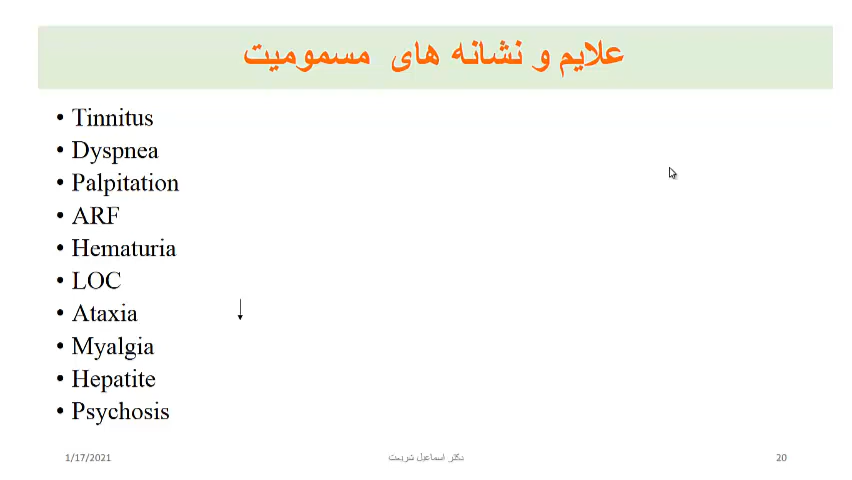 علایم و نشانه های مسمومیت
• Tinnitus
• Dyspnea
• Palpitation
• ARF
• Hematuria
• LOC
• Ataxia
• Myalgia
• Hepatite
• Psychosis
1/17/2021
دکتر اسماعیل
20